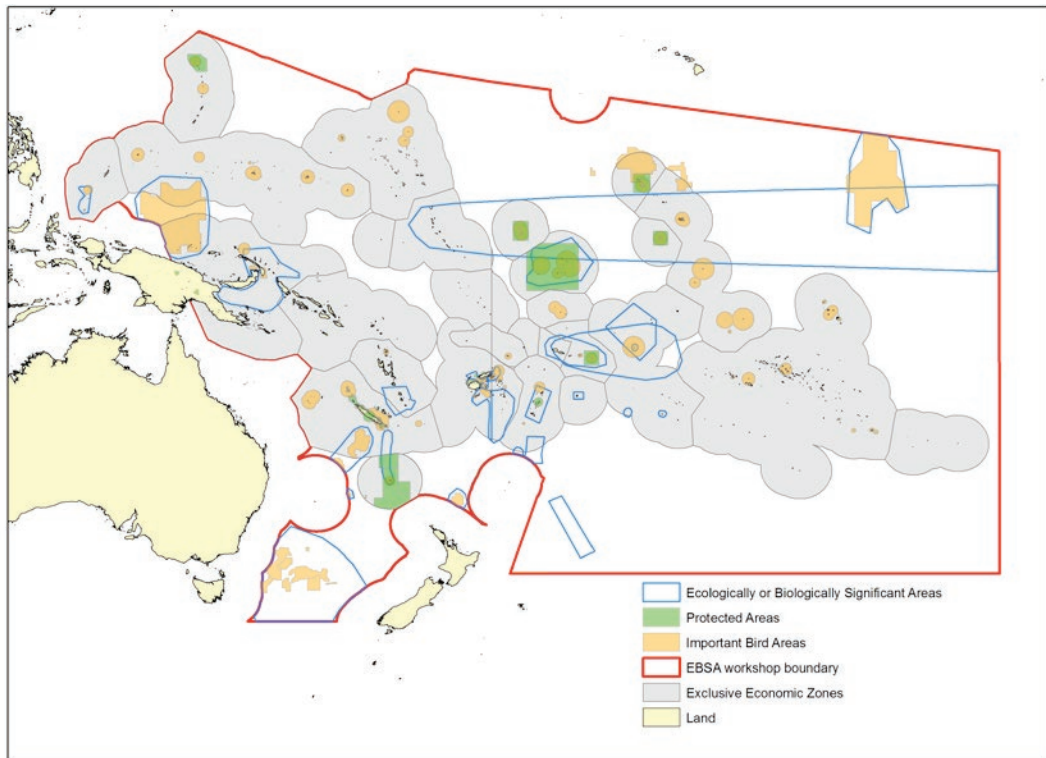 Ecologically or Biologically Significant Areas
Protected Areas
Important Bird Areas
EBSA workshop boundary
Exclusive Economic Zones
Land